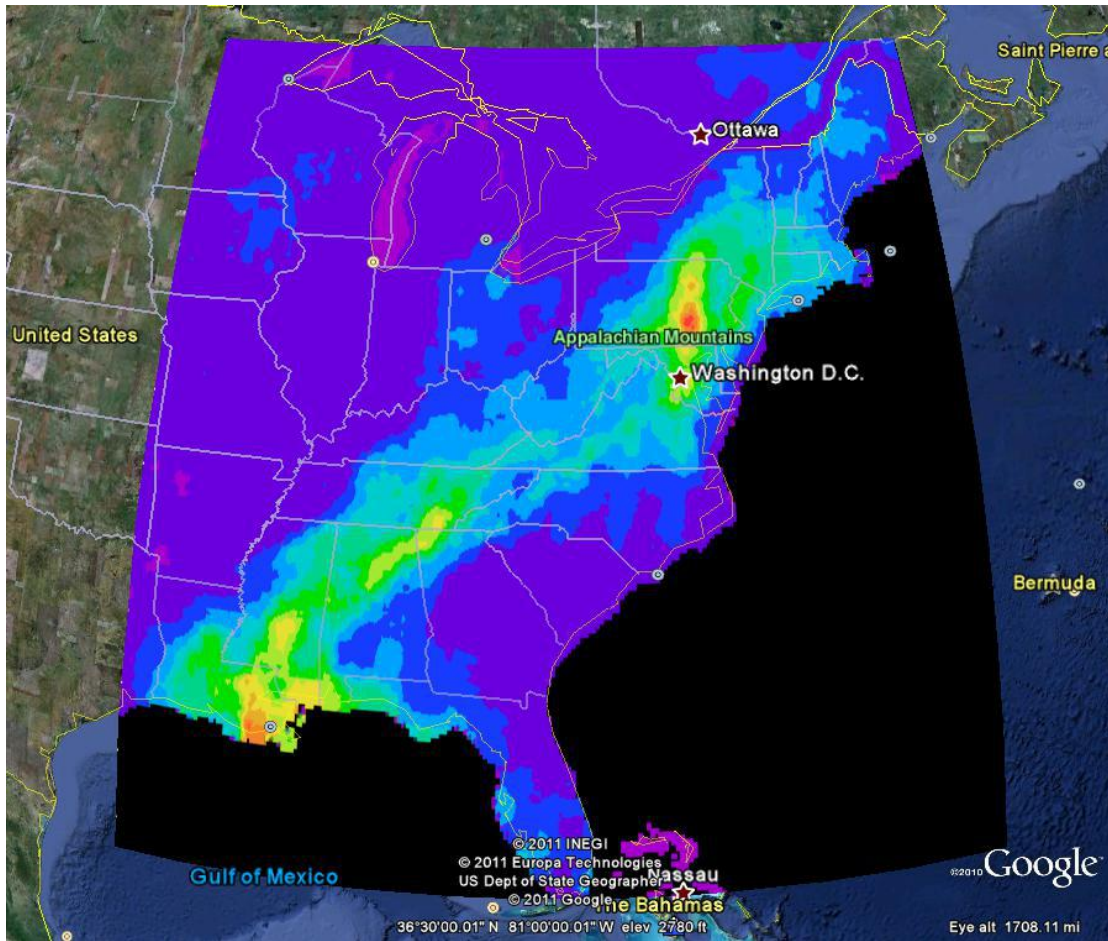 Saint Pierre a
Ottawa
United States
Appalachian Mountains
Washington D.C.
Bermuda
© 2011 INEGI
© 2011 Europa Technologies
US Dept of State Geographer
© 2011 Google
Gulf of Mexico
Nassau
The Bahamas
©2010 Google
36°30'00.01" N 81°00'00.01" W elev 2780 ft
Eye alt 1708.11 mi